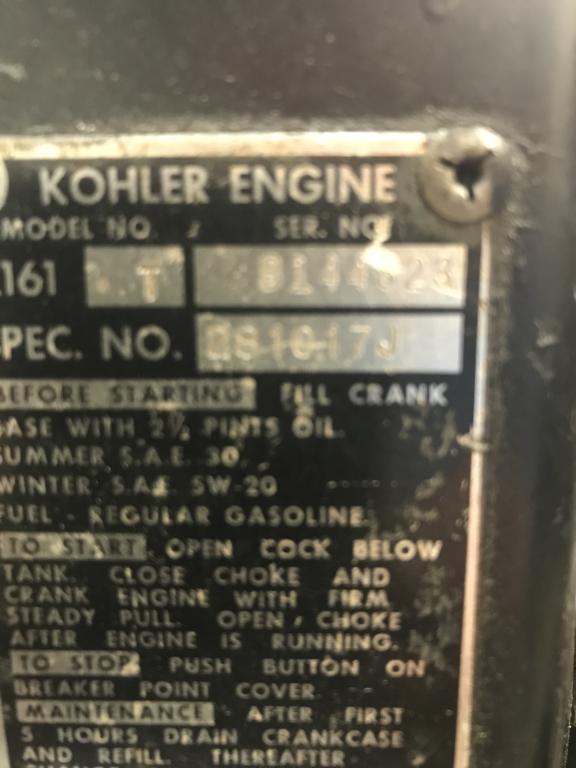 KOHLER ENGINE
MODEL NO. SER. NO.
161 T
SPEC. NO.
BEFORE STARTING FILL CRANK
CASE WITH 2½ PINTS OIL.
SUMMER S.A.E. 30
WINTER S.A.E. 5W-20
FUEL - REGULAR GASOLINE.
TO START OPEN COCK BELOW
TANK. CLOSE CHOKE AND
CRANK ENGINE WITH FIRM
STEADY PULL. OPEN CHOKE
AFTER ENGINE IS RUNNING.
TO STOP PUSH BUTTON ON
BREAKER POINT COVER.
MAINTENANCE AFTER FIRST
5 HOURS DRAIN CRANKCASE
AND REFILL. THEREAFTER